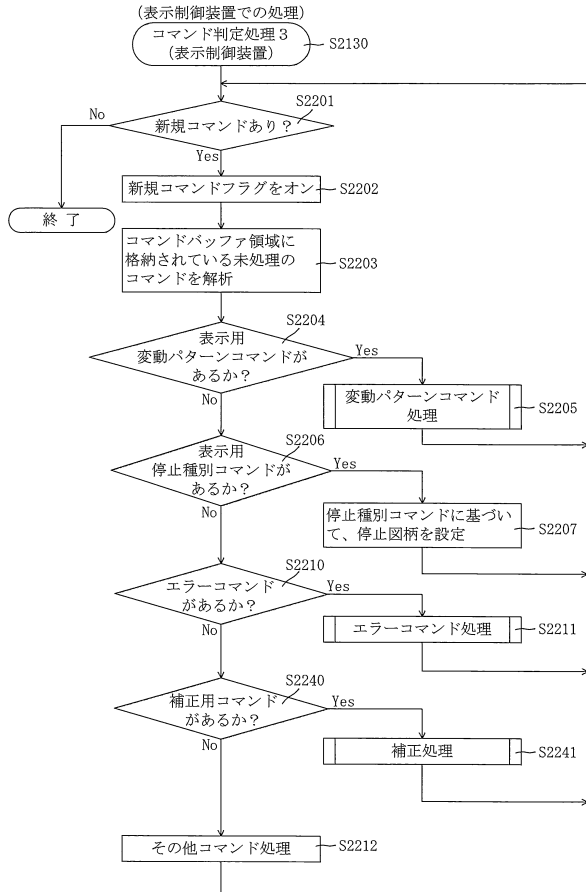 (表示制御装置での処理)
コマンド判定処理3
(表示制御装置)
S2130
S2201
新規コマンドあり?
No
Yes
終了
新規コマンドフラグをオン
S2202
コマンドバッファ領域に
格納されている未処理の
コマンドを解析
S2203
S2204
表示用
変動パターンコマンドが
あるか?
Yes
No
変動パターンコマンド
処理
S2205
S2206
表示用
停止種別コマンドが
あるか?
Yes
No
停止種別コマンドに基づい
て、停止図柄を設定
S2207
S2210
エラーコマンド
があるか?
Yes
No
エラーコマンド処理
S2211
S2240
補正用コマンド
があるか?
Yes
No
補正処理
S2241
その他コマンド処理
S2212